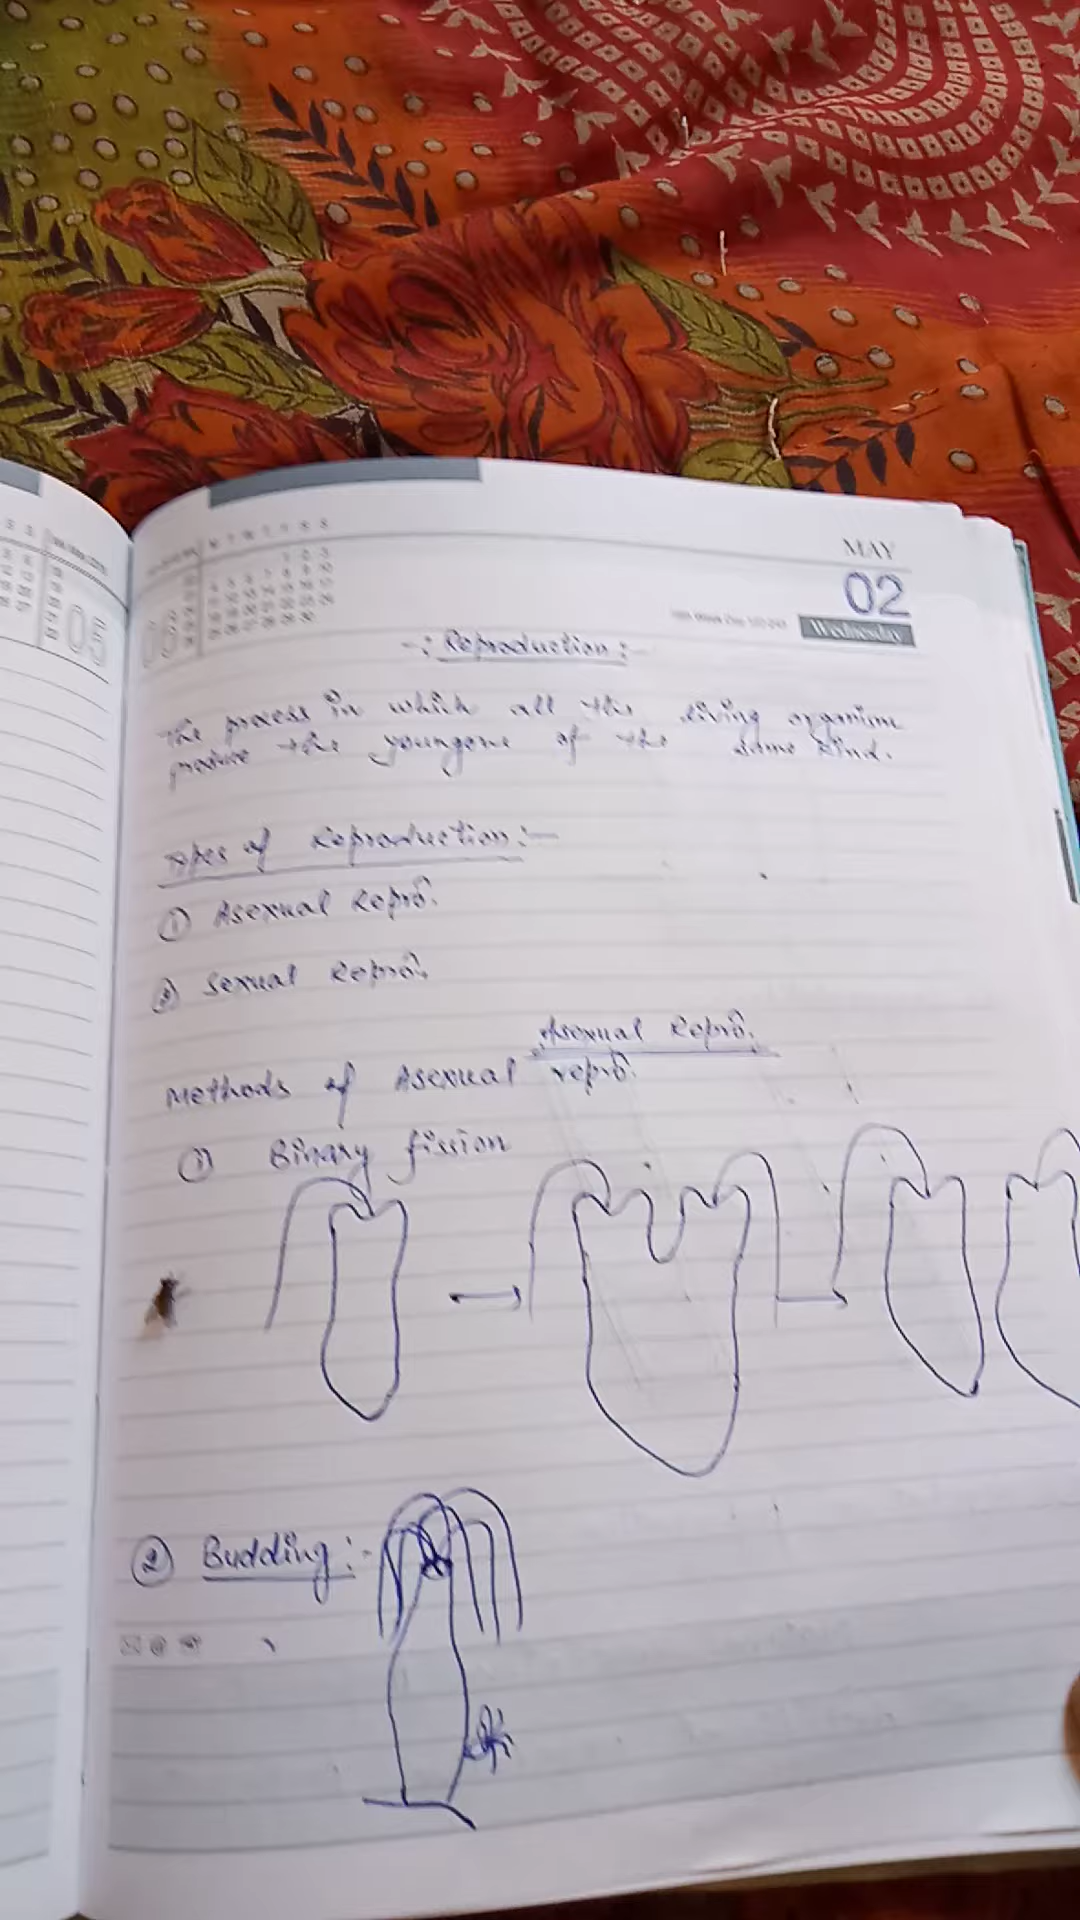 MAY
02
Wednesday
-: Reproduction :-
The process in which all the living organism
produce the youngone of the same kind.
Types of Reproduction :-
① Asexual Repro.
② Sexual Repro.
Asexual Repro.
Methods of Asexual repro.
① Binary fission
② Budding :-
05